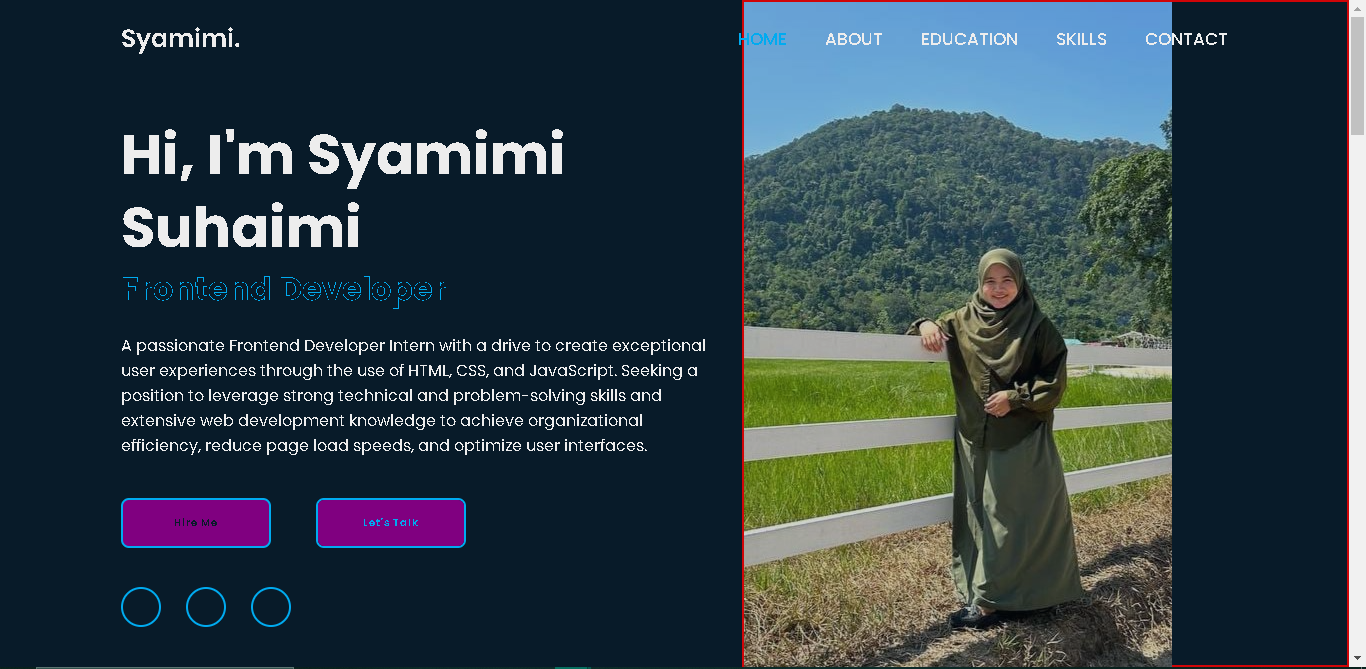 Syamimi.
HOME ABOUT EDUCATION SKILLS CONTACT
Hi, I'm Syamimi
Suhaimi
Frontend Developer
A passionate Frontend Developer Intern with a drive to create exceptional
user experiences through the use of HTML, CSS, and JavaScript. Seeking a
position to leverage strong technical and problem-solving skills and
extensive web development knowledge to achieve organizational
efficiency, reduce page load speeds, and optimize user interfaces.
Hire Me
Let's Talk